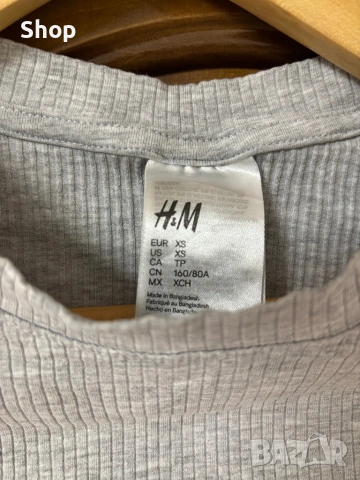 Shop
H&M
EUR XS
US XS
CA TP
CN 160/80A
MX XCH
Made in Bangladesh
Fabriqué au Bangladesh
Hecho en Bangladesh
BAZAR